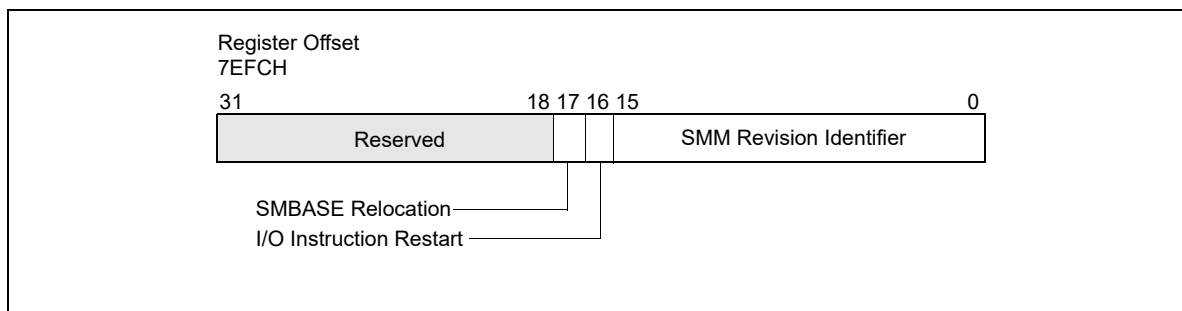 Register Offset
7EFCH
31 18 17 16 15 0
Reserved SMM Revision Identifier
SMBASE Relocation
I/O Instruction Restart